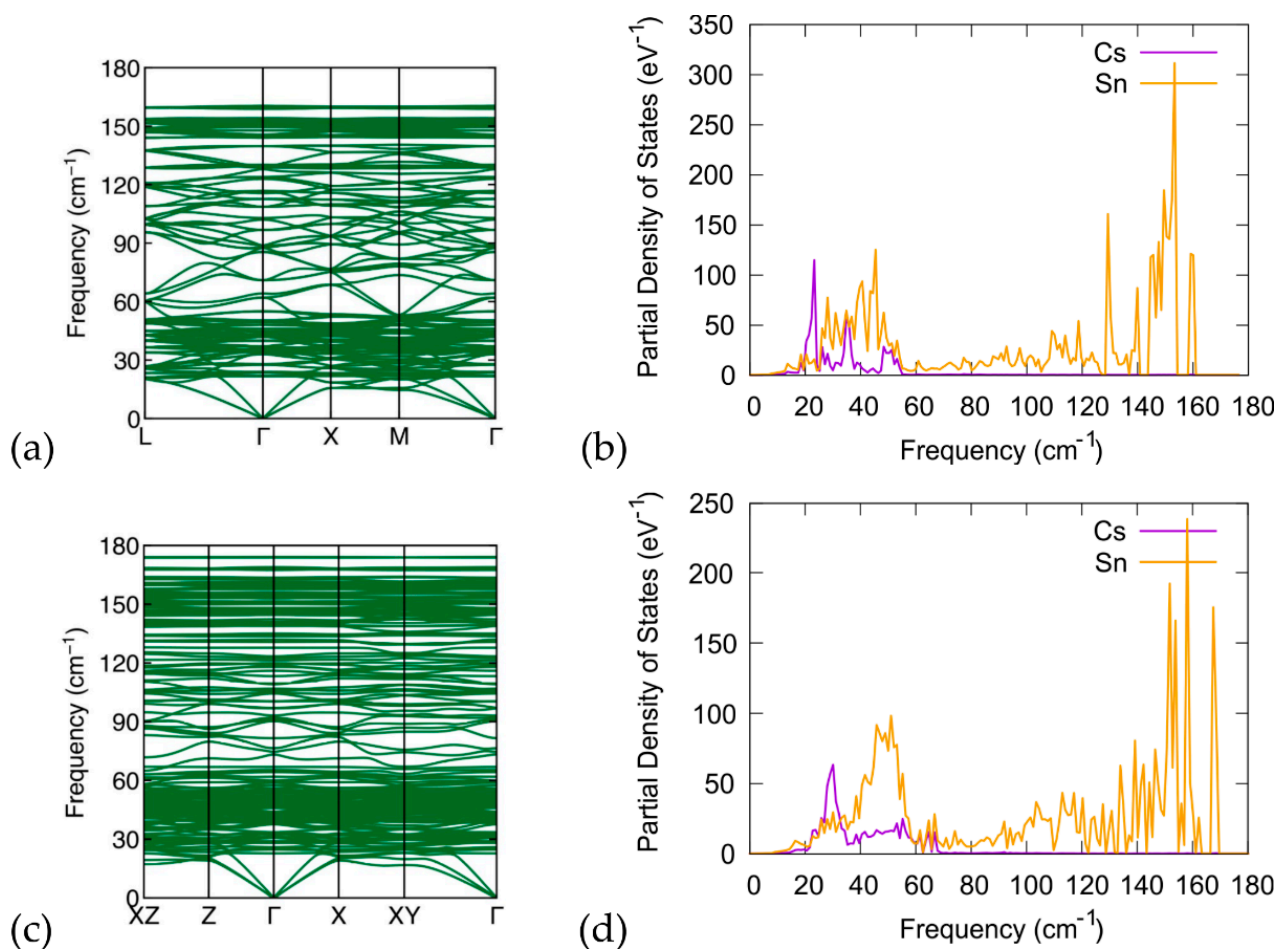 180
150
120
90
60
30
0
Frequency (cm⁻¹)
L Γ X M Γ
(a)
350
300
250
200
150
100
50
0
Partial Density of States (eV⁻¹)
Cs
Sn
0 20 40 60 80 100 120 140 160 180
Frequency (cm⁻¹)
(b)
180
150
120
90
60
30
0
Frequency (cm⁻¹)
XZ Z Γ X XY Γ
(c)
250
200
150
100
50
0
Partial Density of States (eV⁻¹)
Cs
Sn
0 20 40 60 80 100 120 140 160 180
Frequency (cm⁻¹)
(d)